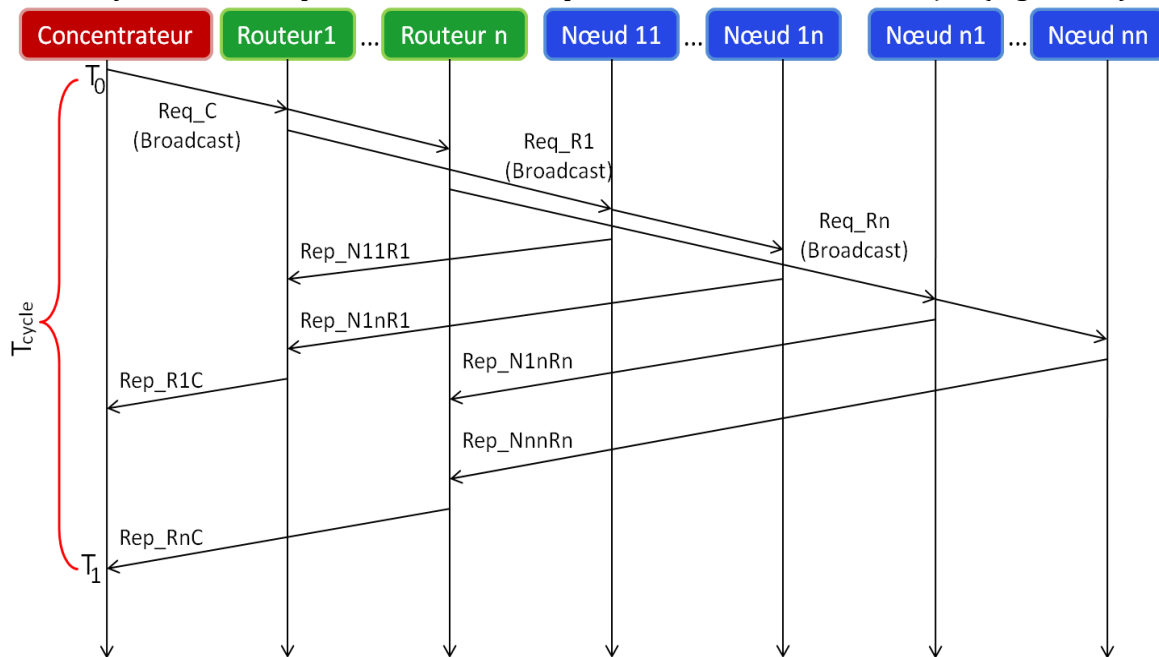 Concentrateur Routeur1 ... Routeur n Nœud 11 ... Nœud 1n Nœud n1 ... Nœud nn
T0
Req_C
(Broadcast)
Req_R1
(Broadcast)
Req_Rn
(Broadcast)
Rep_N11R1
Rep_N1nR1
Tcycle
Rep_R1C
Rep_N1nRn
Rep_NnnRn
Rep_RnC
T1